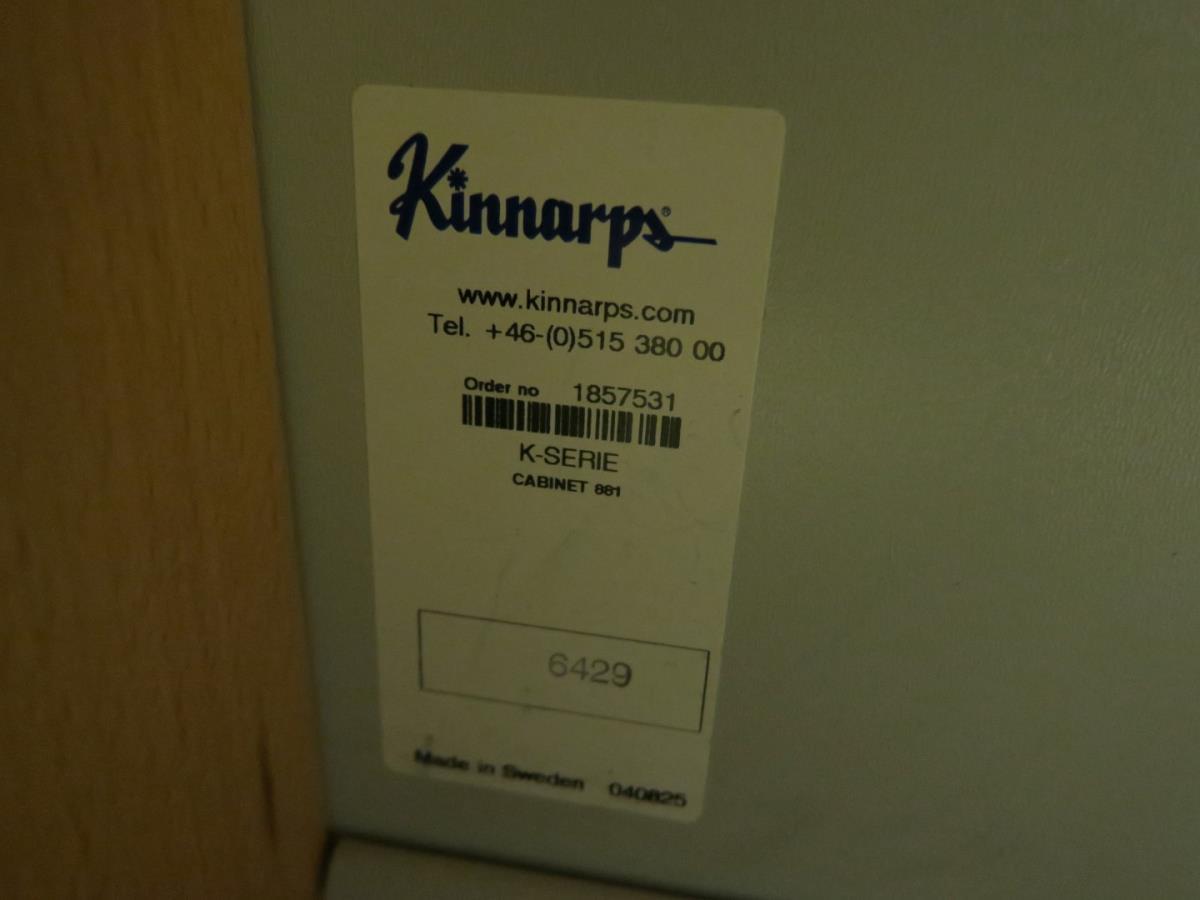 Kinnarps®
www.kinnarps.com
Tel. +46-(0)515 380 00
Order no 1857531
K-SERIE
CABINET 881
6429
Made in Sweden 040825